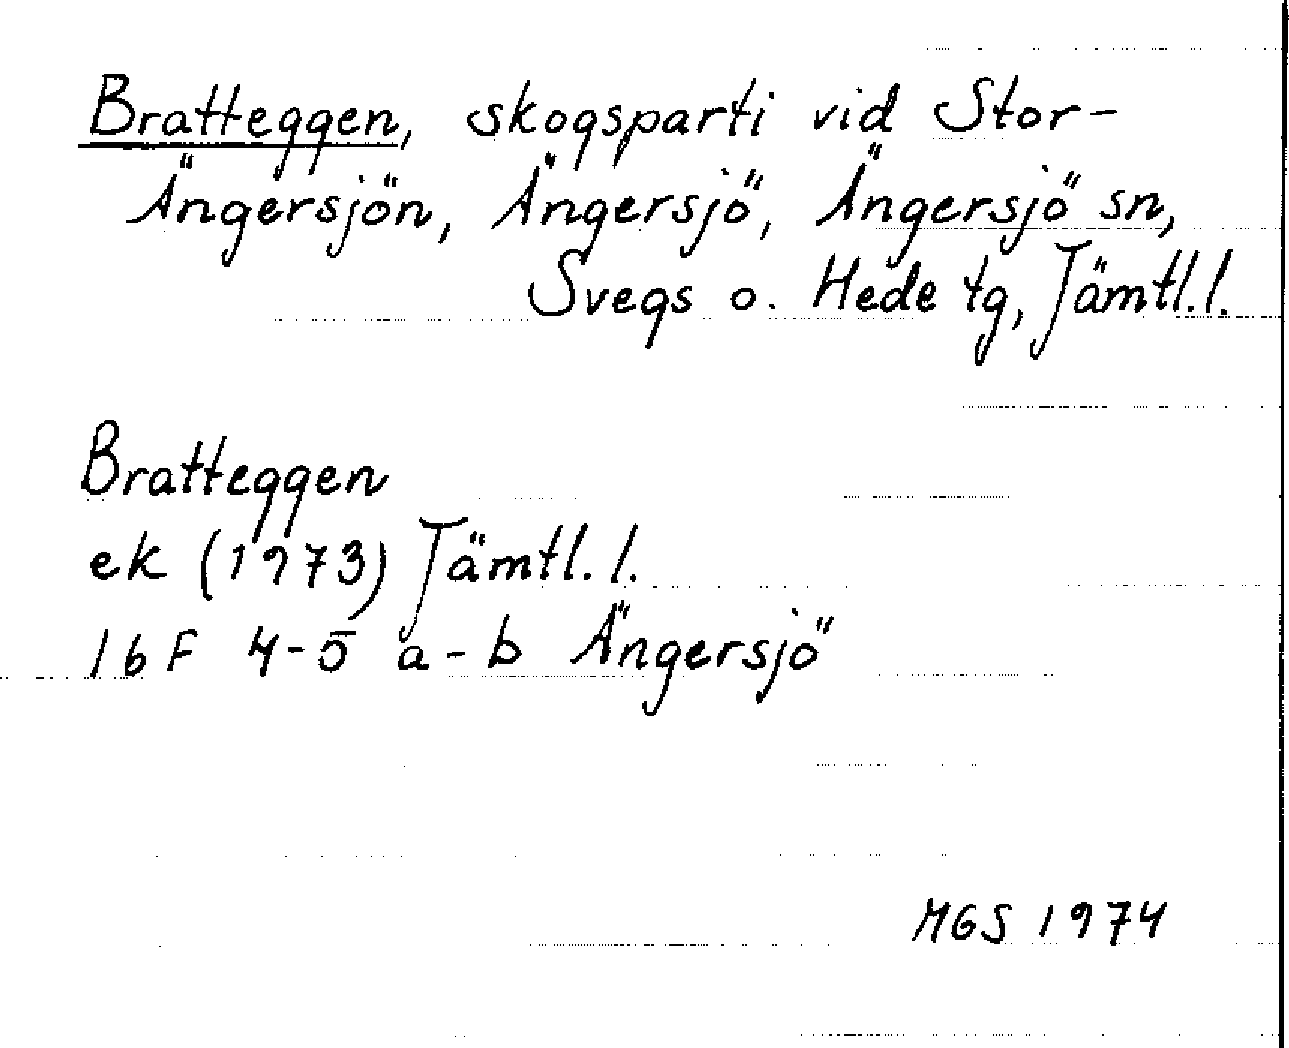 Bratteggen, skogsparti vid Stor-
Ängersjön, Ängersjö, Ängersjö sn,
Svegs o. Hede tg, Jämtl. l.
Bratteggen
ek (1973) Jämtl. l.
16F 4-5 a-b Ängersjö
MGS 1974